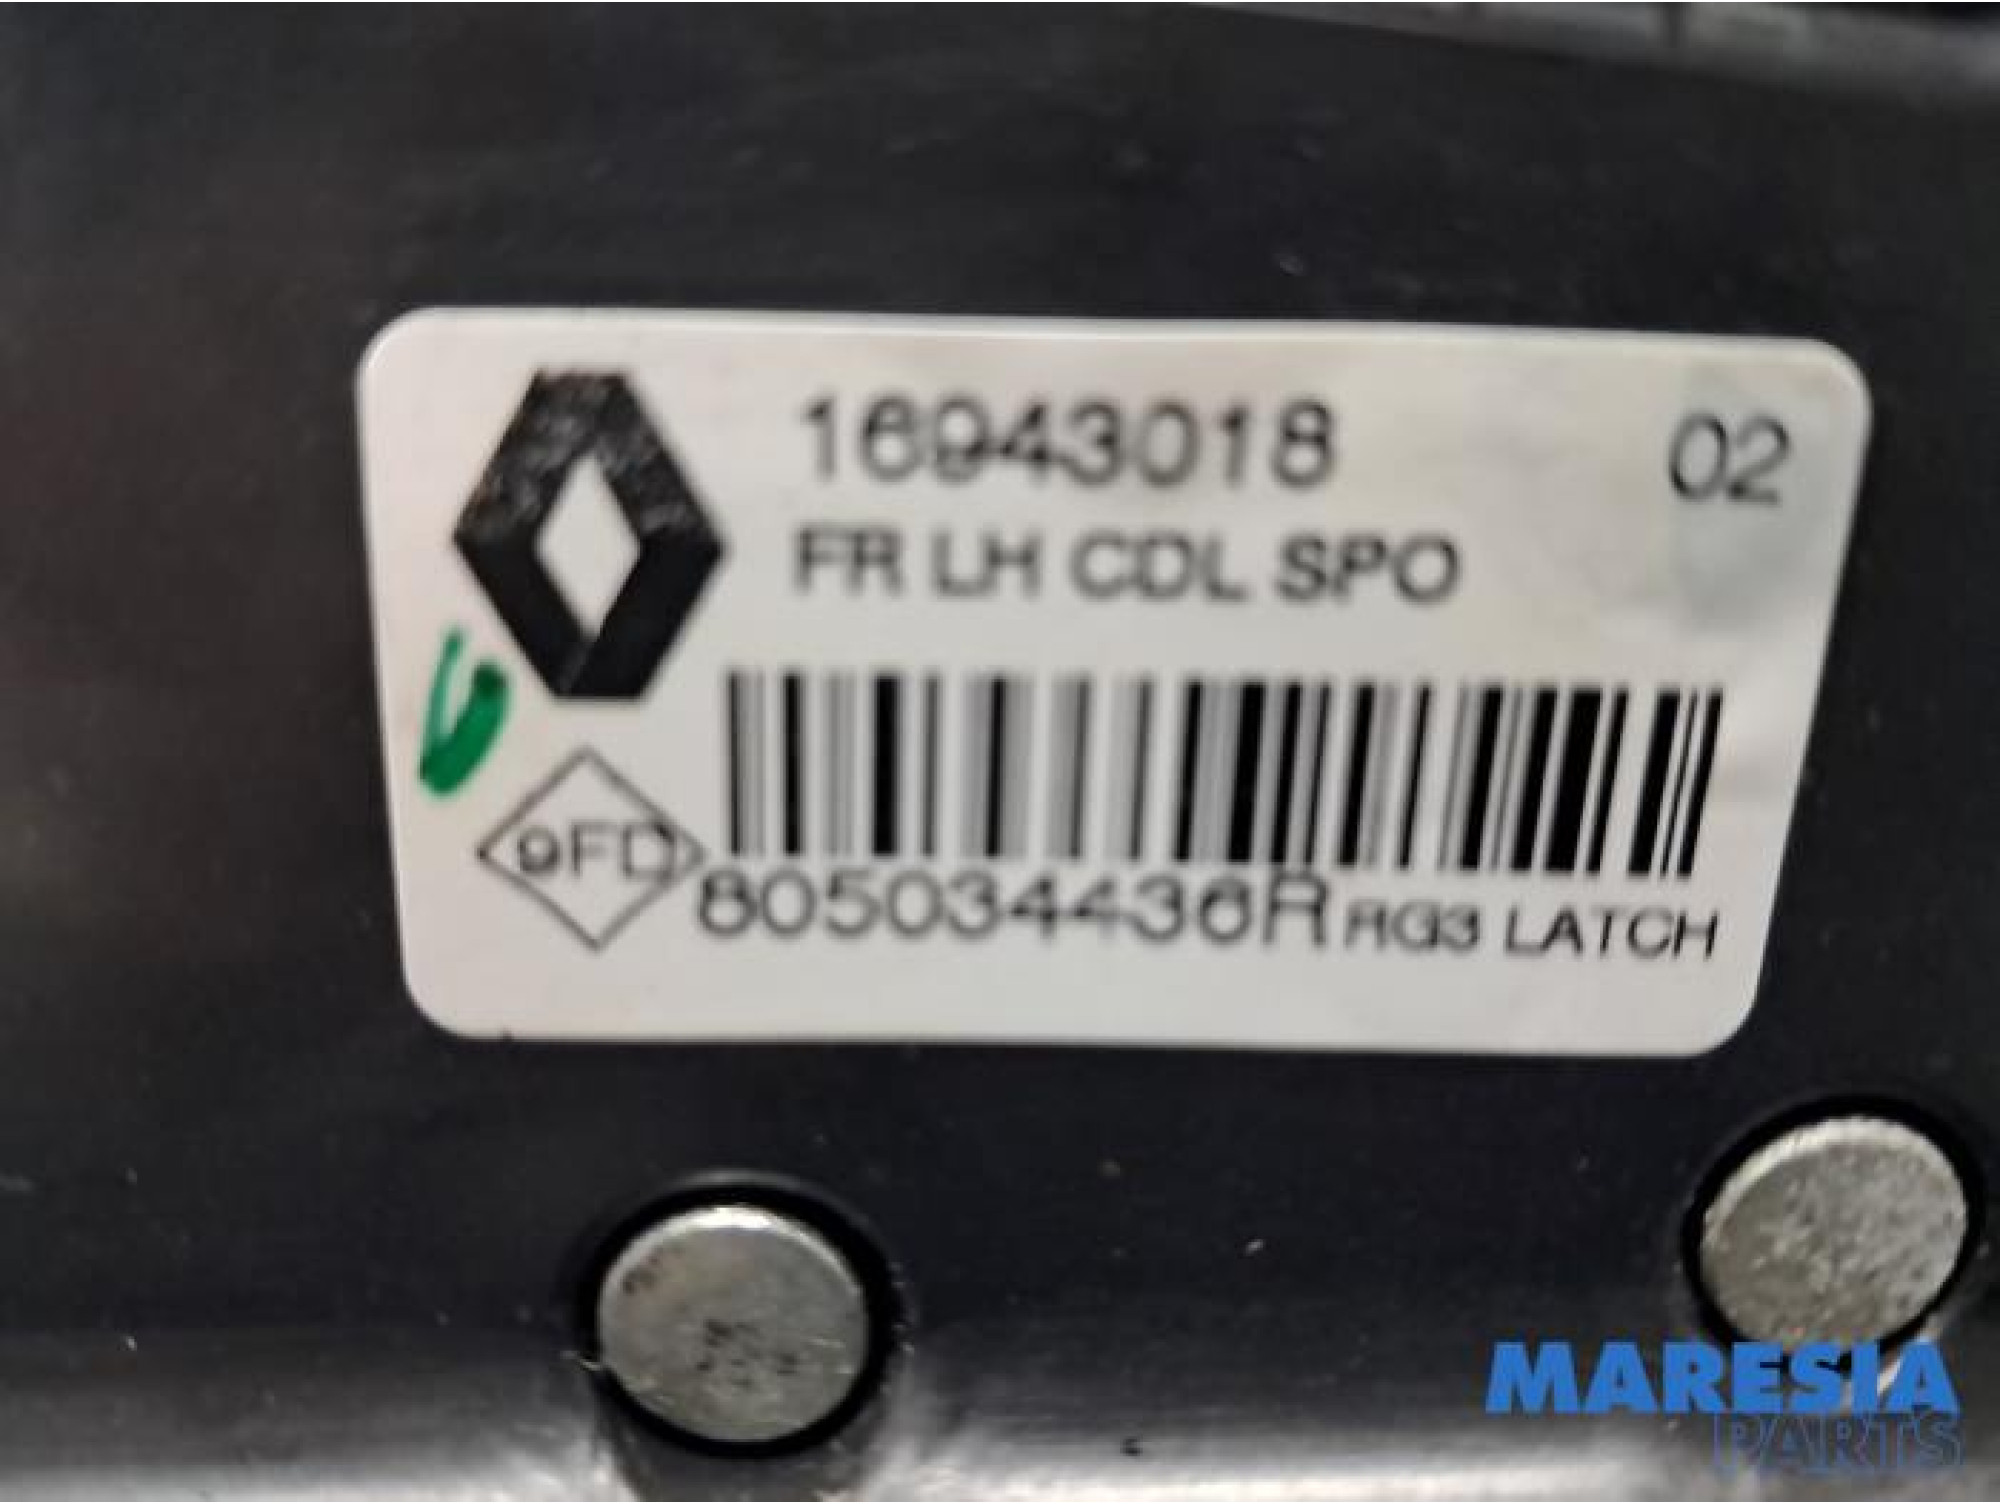 16943018 02
FR LH CDL SPO
9FD
805034436R RG3 LATCH
MARESIA
PARTS